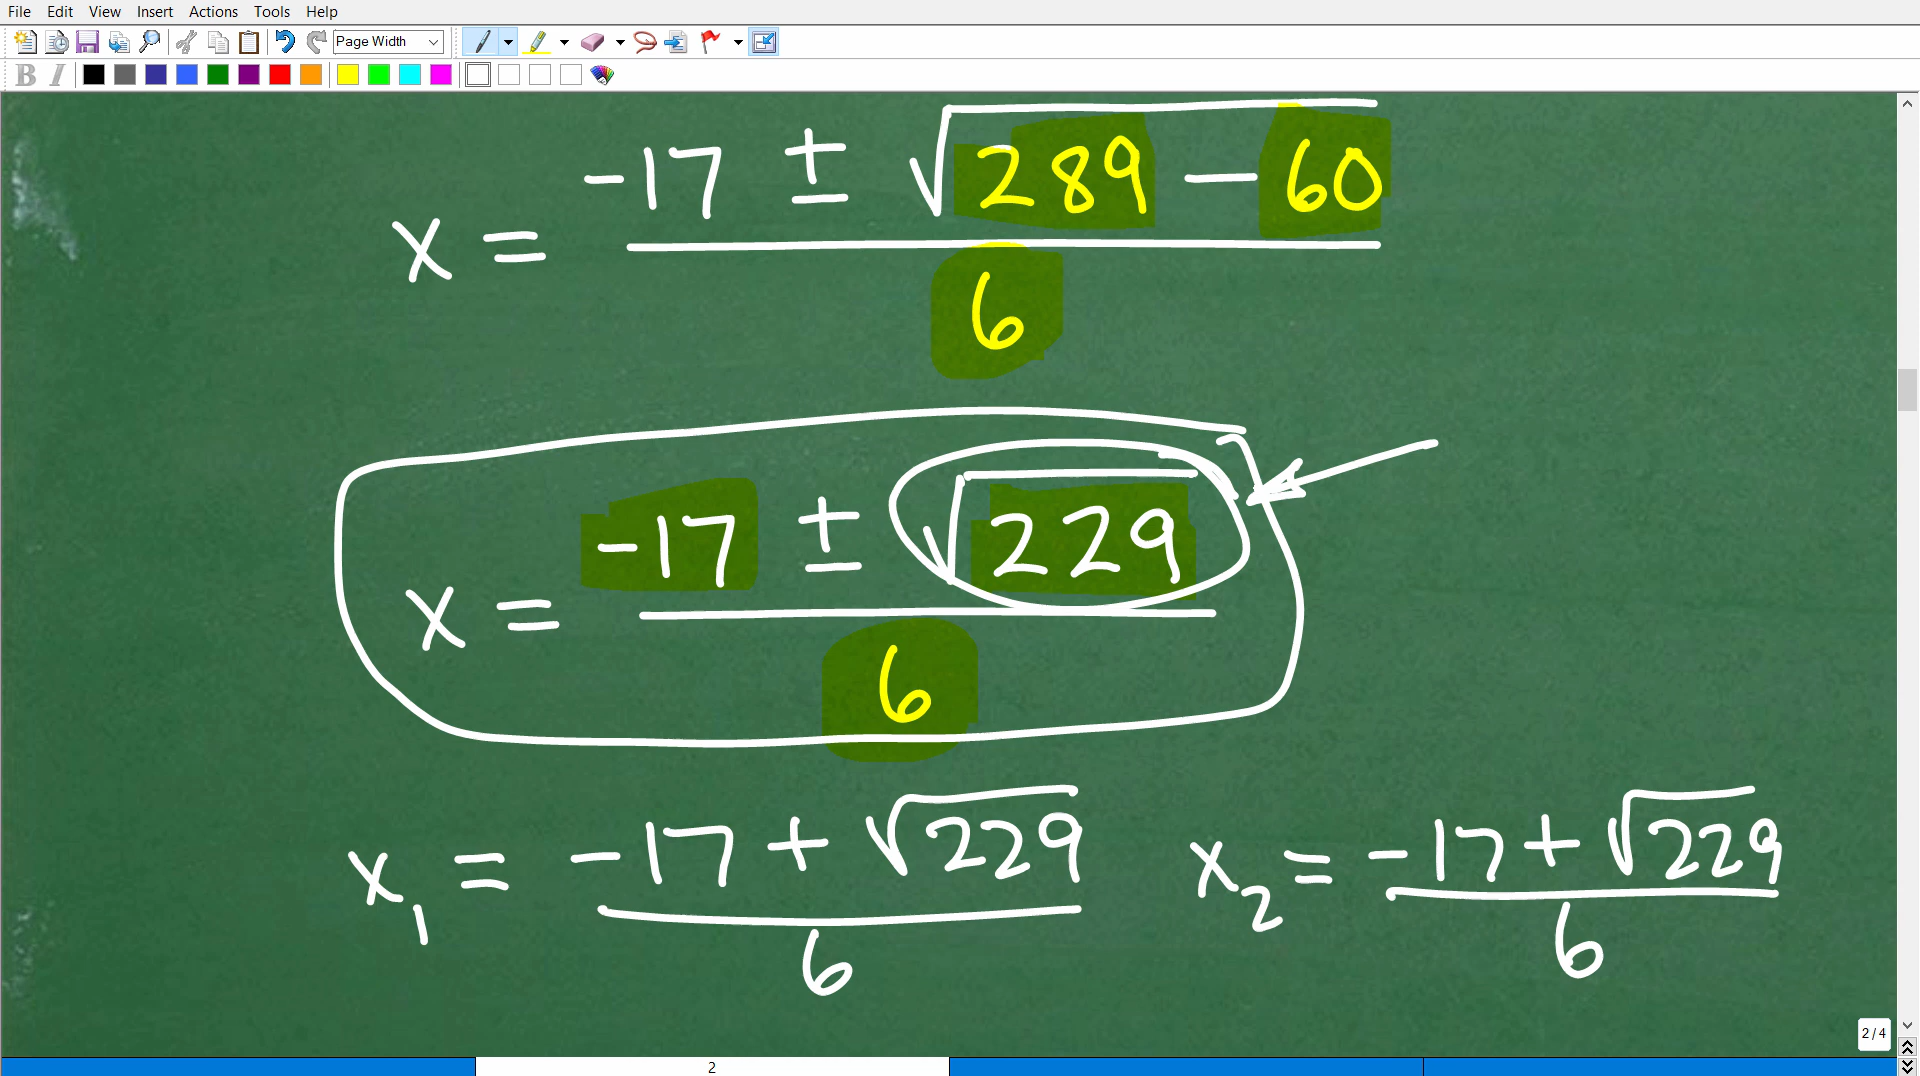 File Edit View Insert Actions Tools Help
Page Width
B I
x = (-17 ± √(289 - 60)) / 6
x = (-17 ± √229) / 6
x₁ = (-17 + √229) / 6
x₂ = (-17 + √229) / 6
2 / 4
2